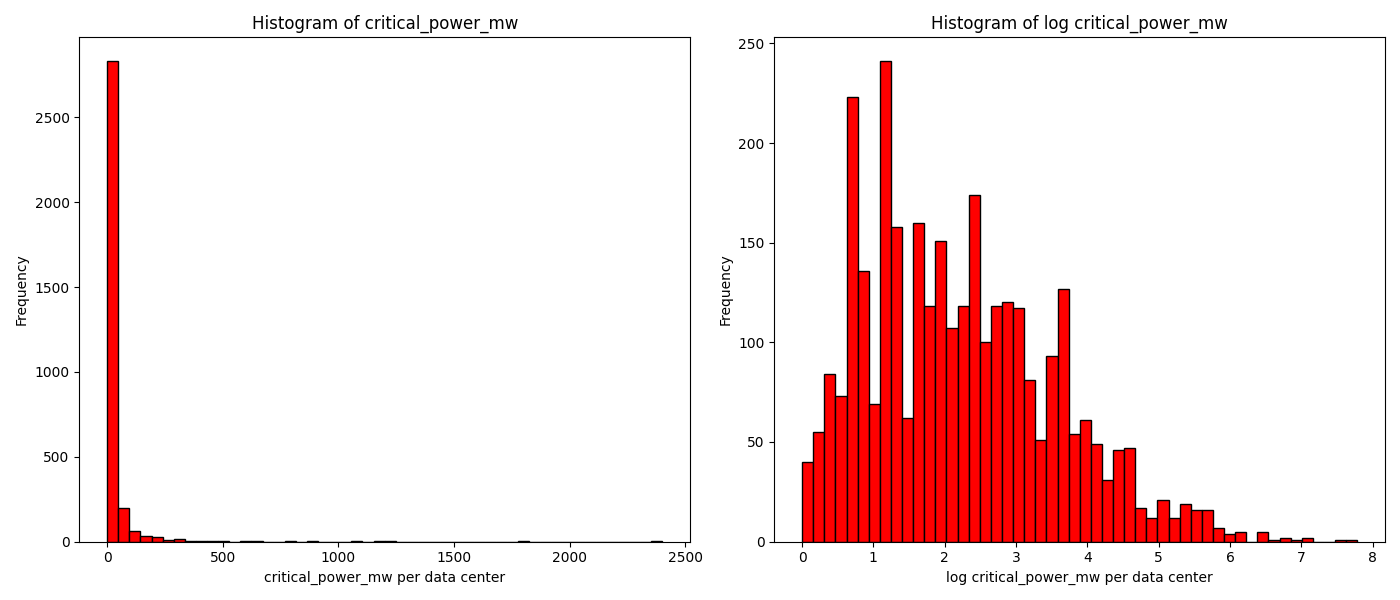 Histogram of critical_power_mw
Frequency
2500
2000
1500
1000
500
0
0 500 1000 1500 2000 2500
critical_power_mw per data center
Histogram of log critical_power_mw
Frequency
250
200
150
100
50
0
0 1 2 3 4 5 6 7 8
log critical_power_mw per data center